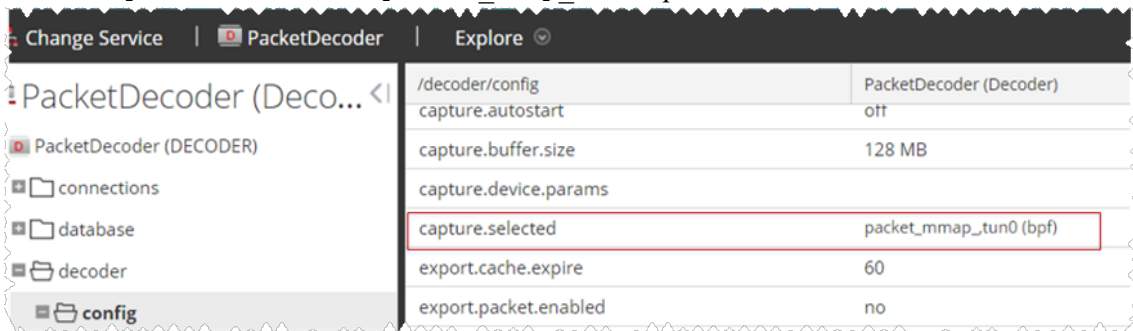 Change Service | D PacketDecoder | Explore
PacketDecoder (Deco...
D PacketDecoder (DECODER)
connections
database
decoder
config
/decoder/config PacketDecoder (Decoder)
capture.autostart off
capture.buffer.size 128 MB
capture.device.params
capture.selected packet_mmap_,tun0 (bpf)
export.cache.expire 60
export.packet.enabled no